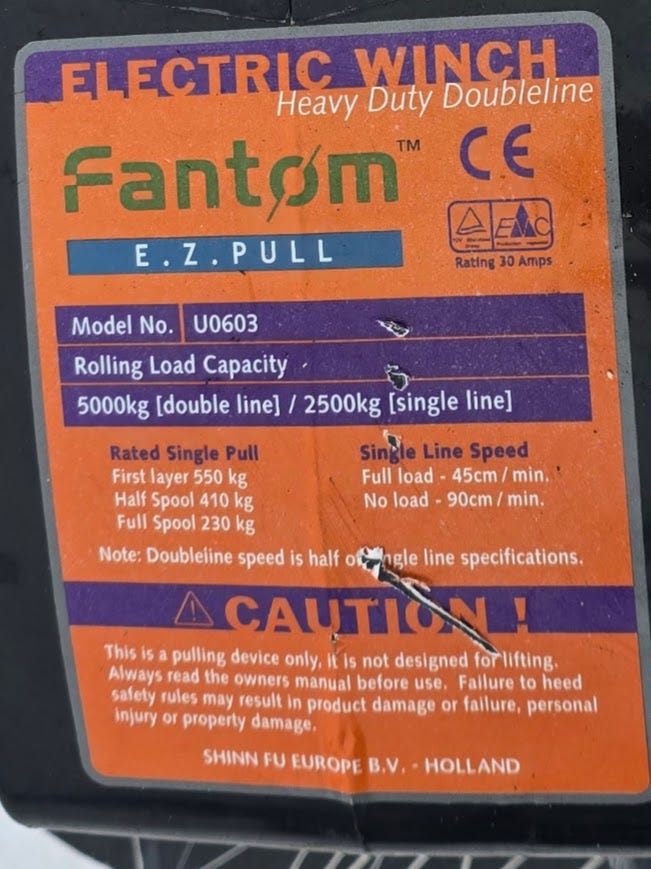 ELECTRIC WINCH
Heavy Duty Doubleline
Fantøm™
CE
E.Z.PULL
EMC
Rating 30 Amps
Model No. U0603
Rolling Load Capacity
5000kg [double line] / 2500kg [single line]
Rated Single Pull
First layer 550 kg
Half Spool 410 kg
Full Spool 230 kg
Single Line Speed
Full load - 45cm / min.
No load - 90cm / min.
Note: Doubleline speed is half line specifications.
CAUTION !
This is a pulling device only, it is not designed for lifting.
Always read the owners manual before use. Failure to heed
safety rules may result in product damage or failure, personal
injury or property damage.
SHINN FU EUROPE B.V. - HOLLAND